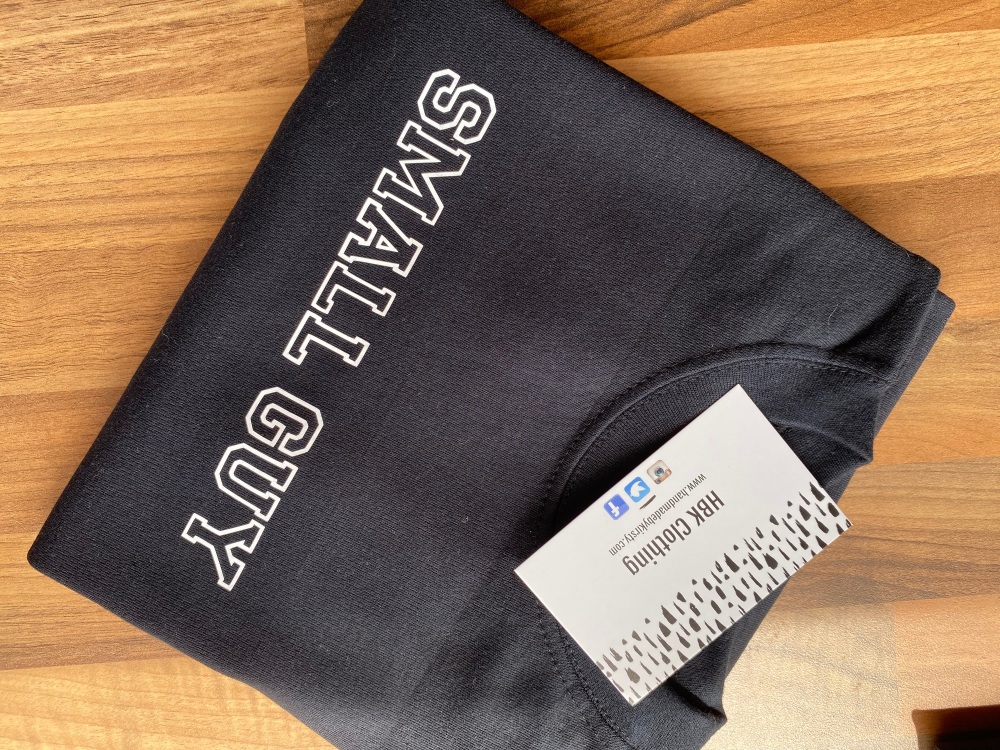 SMALL GUY
HBK Clothing
www.handmadebykirsty.com